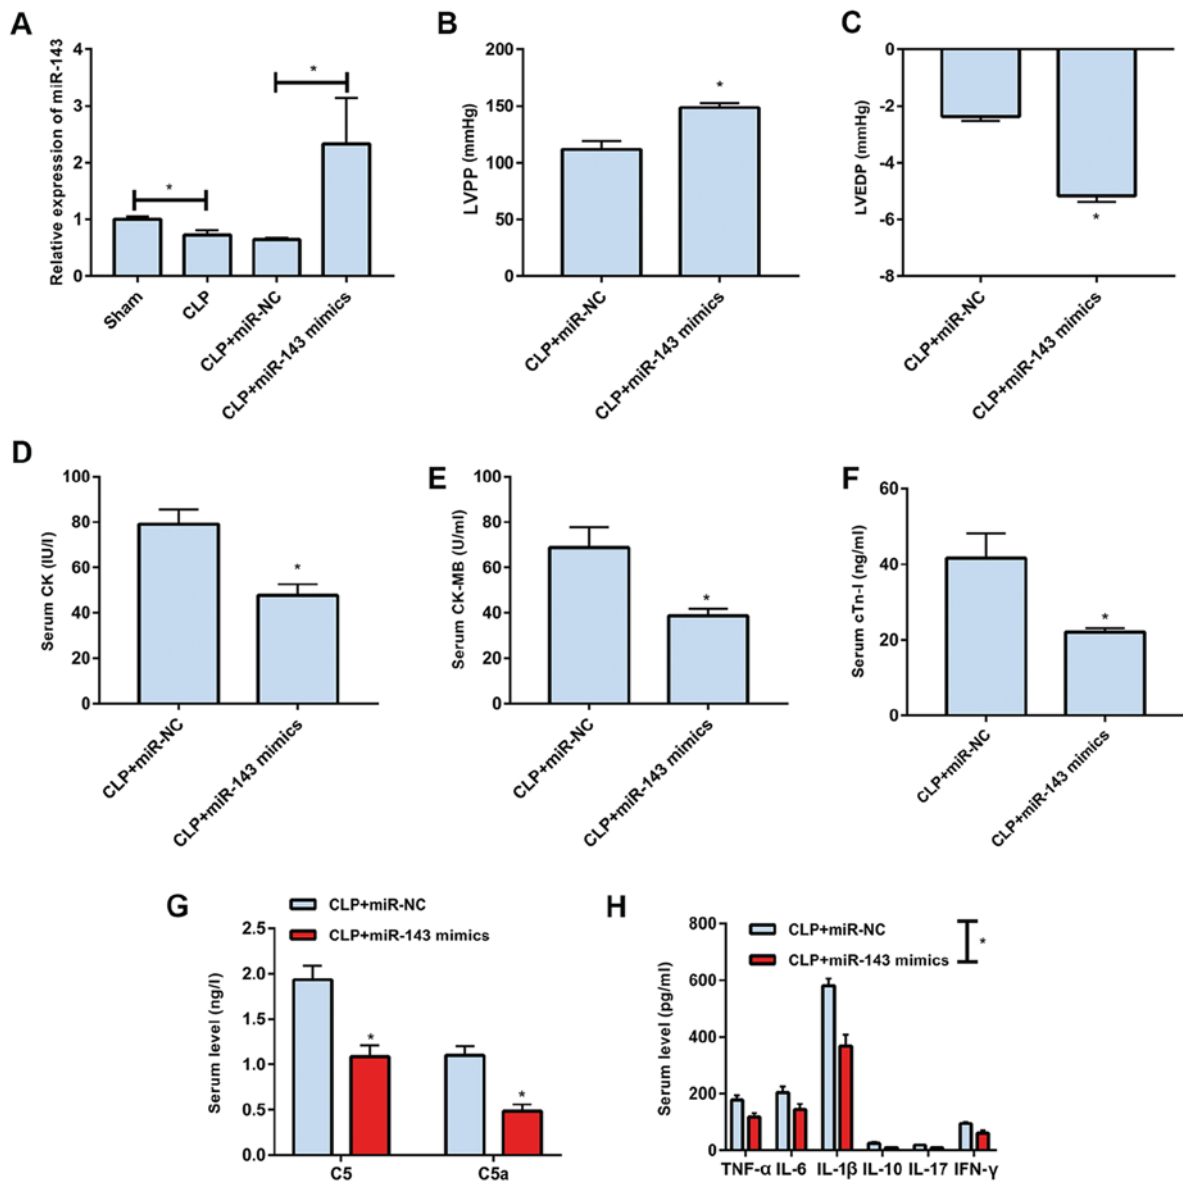 A
Relative expression of miR-143
4
3
2
1
0
*
*
Sham
CLP
CLP+miR-NC
CLP+miR-143 mimics
B
LVPP (mmHg)
200
150
100
50
0
*
CLP+miR-NC
CLP+miR-143 mimics
C
LVEDP (mmHg)
0
-2
-4
-6
-8
*
CLP+miR-NC
CLP+miR-143 mimics
D
Serum CK (IU/l)
100
80
60
40
20
0
*
CLP+miR-NC
CLP+miR-143 mimics
E
Serum CK-MB (U/ml)
100
80
60
40
20
0
*
CLP+miR-NC
CLP+miR-143 mimics
F
Serum cTn-I (ng/ml)
60
40
20
0
*
CLP+miR-NC
CLP+miR-143 mimics
G
CLP+miR-NC
CLP+miR-143 mimics
Serum level (ng/l)
2.5
2.0
1.5
1.0
0.5
0.0
*
*
C5
C5a
H
CLP+miR-NC
CLP+miR-143 mimics
*
Serum level (pg/ml)
800
600
400
200
0
TNF-α IL-6 IL-1β IL-10 IL-17 IFN-γ